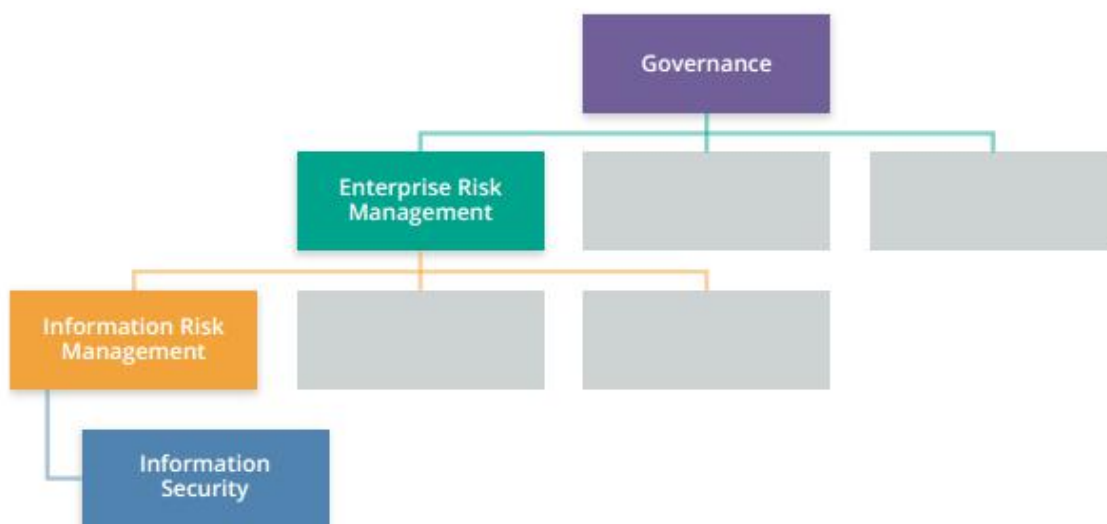 Governance
Enterprise Risk
Management
Information Risk
Management
Information
Security